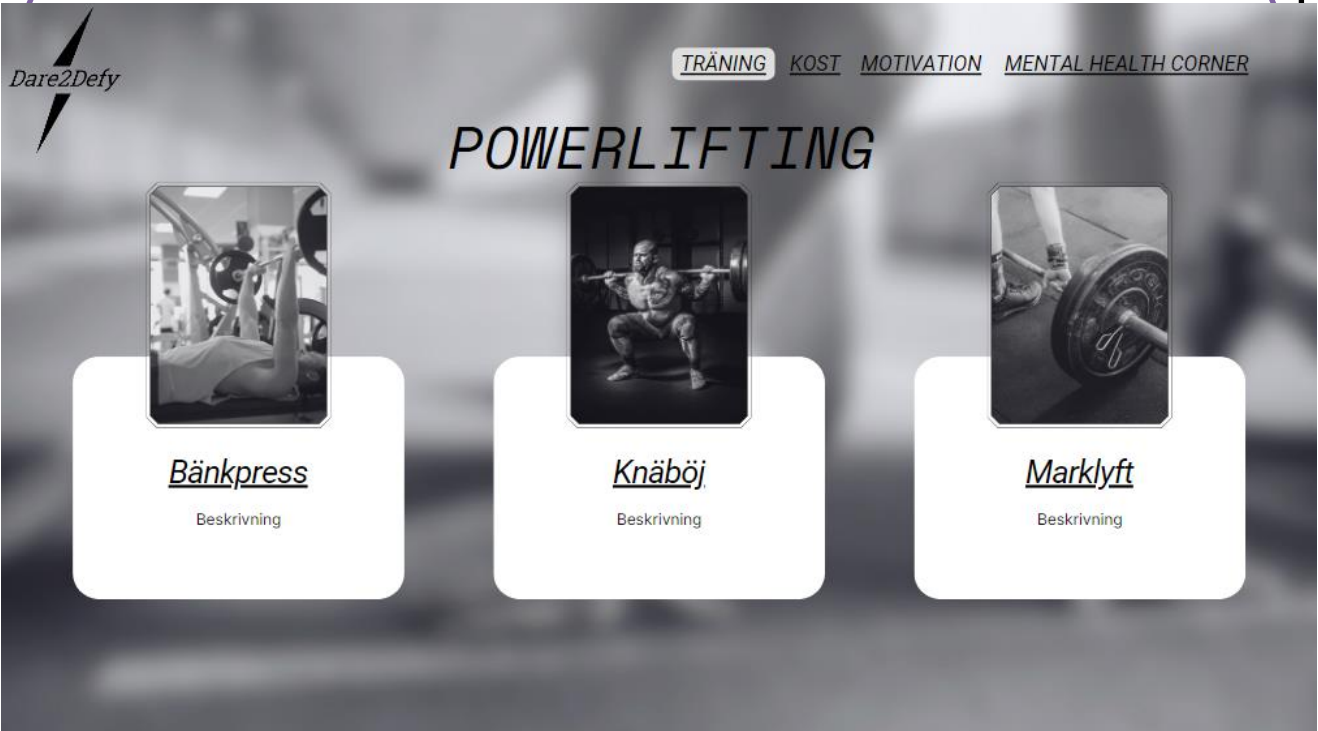 Dare2Defy
TRÄNING KOST MOTIVATION MENTAL HEALTH CORNER
POWERLIFTING
Bänkpress
Beskrivning
Knäböj
Beskrivning
Marklyft
Beskrivning